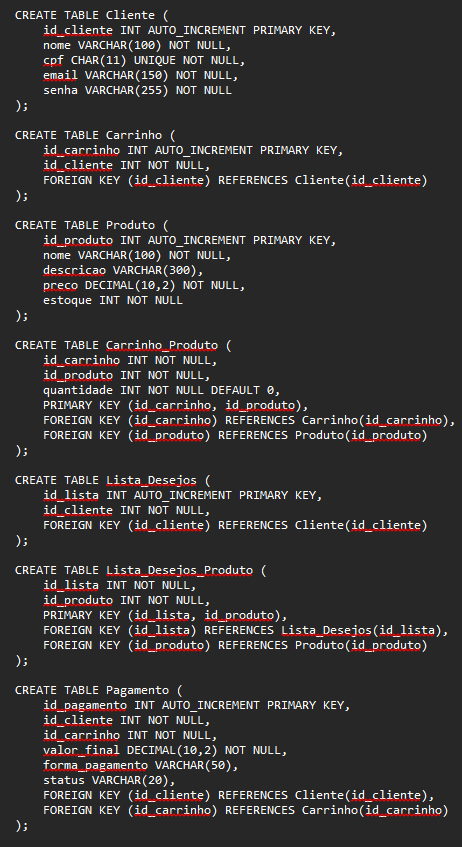 CREATE TABLE Cliente (
    id_cliente INT AUTO_INCREMENT PRIMARY KEY,
    nome VARCHAR(100) NOT NULL,
    cpf CHAR(11) UNIQUE NOT NULL,
    email VARCHAR(150) NOT NULL,
    senha VARCHAR(255) NOT NULL
);
CREATE TABLE Carrinho (
    id_carrinho INT AUTO_INCREMENT PRIMARY KEY,
    id_cliente INT NOT NULL,
    FOREIGN KEY (id_cliente) REFERENCES Cliente(id_cliente)
);
CREATE TABLE Produto (
    id_produto INT AUTO_INCREMENT PRIMARY KEY,
    nome VARCHAR(100) NOT NULL,
    descricao VARCHAR(300),
    preco DECIMAL(10,2) NOT NULL,
    estoque INT NOT NULL
);
CREATE TABLE Carrinho_Produto (
    id_carrinho INT NOT NULL,
    id_produto INT NOT NULL,
    quantidade INT NOT NULL DEFAULT 0,
    PRIMARY KEY (id_carrinho, id_produto),
    FOREIGN KEY (id_carrinho) REFERENCES Carrinho(id_carrinho),
    FOREIGN KEY (id_produto) REFERENCES Produto(id_produto)
);
CREATE TABLE Lista_Desejos (
    id_lista INT AUTO_INCREMENT PRIMARY KEY,
    id_cliente INT NOT NULL,
    FOREIGN KEY (id_cliente) REFERENCES Cliente(id_cliente)
);
CREATE TABLE Lista_Desejos_Produto (
    id_lista INT NOT NULL,
    id_produto INT NOT NULL,
    PRIMARY KEY (id_lista, id_produto),
    FOREIGN KEY (id_lista) REFERENCES Lista_Desejos(id_lista),
    FOREIGN KEY (id_produto) REFERENCES Produto(id_produto)
);
CREATE TABLE Pagamento (
    id_pagamento INT AUTO_INCREMENT PRIMARY KEY,
    id_cliente INT NOT NULL,
    id_carrinho INT NOT NULL,
    valor_final DECIMAL(10,2) NOT NULL,
    forma_pagamento VARCHAR(50),
    status VARCHAR(20),
    FOREIGN KEY (id_cliente) REFERENCES Cliente(id_cliente),
    FOREIGN KEY (id_carrinho) REFERENCES Carrinho(id_carrinho)
);